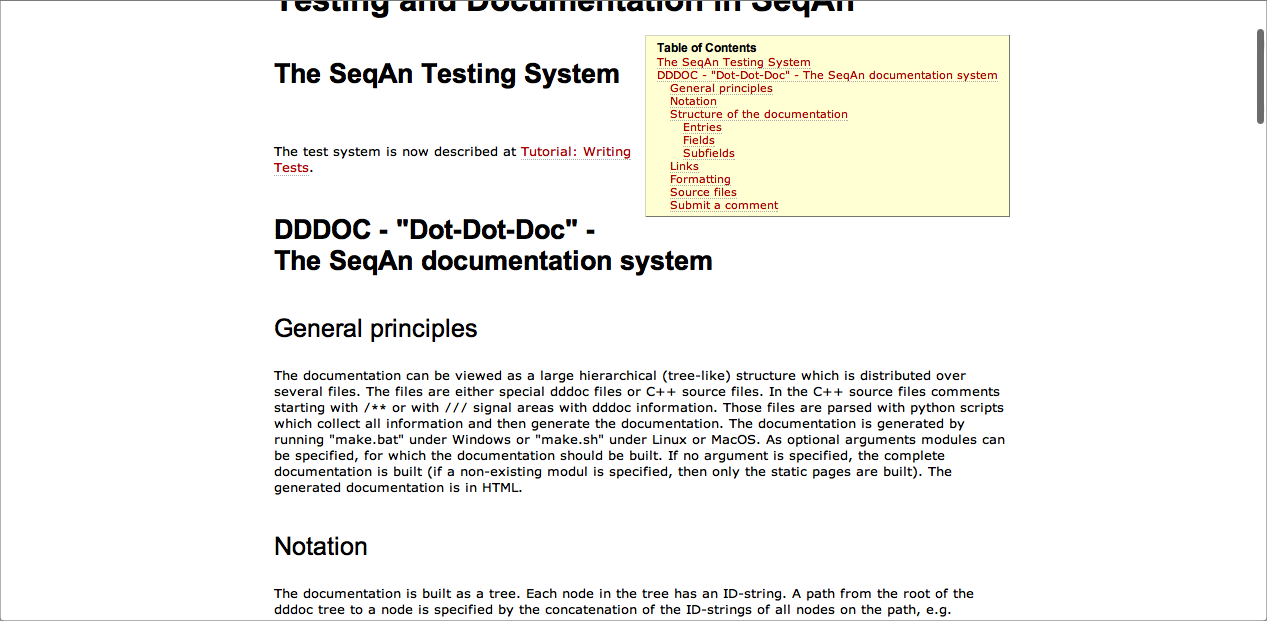 Testing and Documentation in SeqAn
The SeqAn Testing System
Table of Contents
The SeqAn Testing System
DDDOC - "Dot-Dot-Doc" - The SeqAn documentation system
General principles
Notation
Structure of the documentation
Entries
Fields
Subfields
Links
Formatting
Source files
Submit a comment
The test system is now described at Tutorial: Writing
Tests.
DDDOC - "Dot-Dot-Doc" -
The SeqAn documentation system
General principles
The documentation can be viewed as a large hierarchical (tree-like) structure which is distributed over
several files. The files are either special dddoc files or C++ source files. In the C++ source files comments
starting with /** or with /// signal areas with dddoc information. Those files are parsed with python scripts
which collect all information and then generate the documentation. The documentation is generated by
running "make.bat" under Windows or "make.sh" under Linux or MacOS. As optional arguments modules can
be specified, for which the documentation should be built. If no argument is specified, the complete
documentation is built (if a non-existing modul is specified, then only the static pages are built). The
generated documentation is in HTML.
Notation
The documentation is built as a tree. Each node in the tree has an ID-string. A path from the root of the
dddoc tree to a node is specified by the concatenation of the ID-strings of all nodes on the path, e.g.